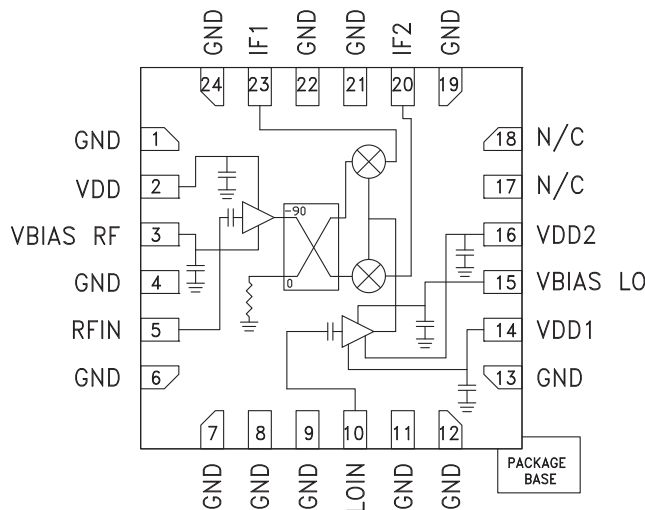 GND
IF1
GND
GND
IF2
GND
24
23
22
21
20
19
GND 1
VDD 2
VBIAS RF 3
GND 4
RFIN 5
GND 6
18 N/C
17 N/C
16 VDD2
15 VBIAS LO
14 VDD1
13 GND
-90
0
7
8
9
10
11
12
GND
GND
GND
LOIN
GND
GND
PACKAGE
BASE